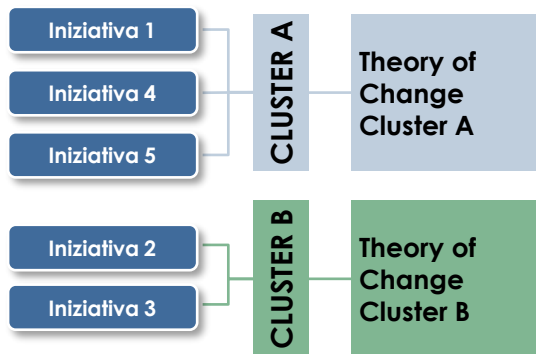 Iniziativa 1
Iniziativa 4
Iniziativa 5
CLUSTER A
Theory of
Change
Cluster A
Iniziativa 2
Iniziativa 3
CLUSTER B
Theory of
Change
Cluster B